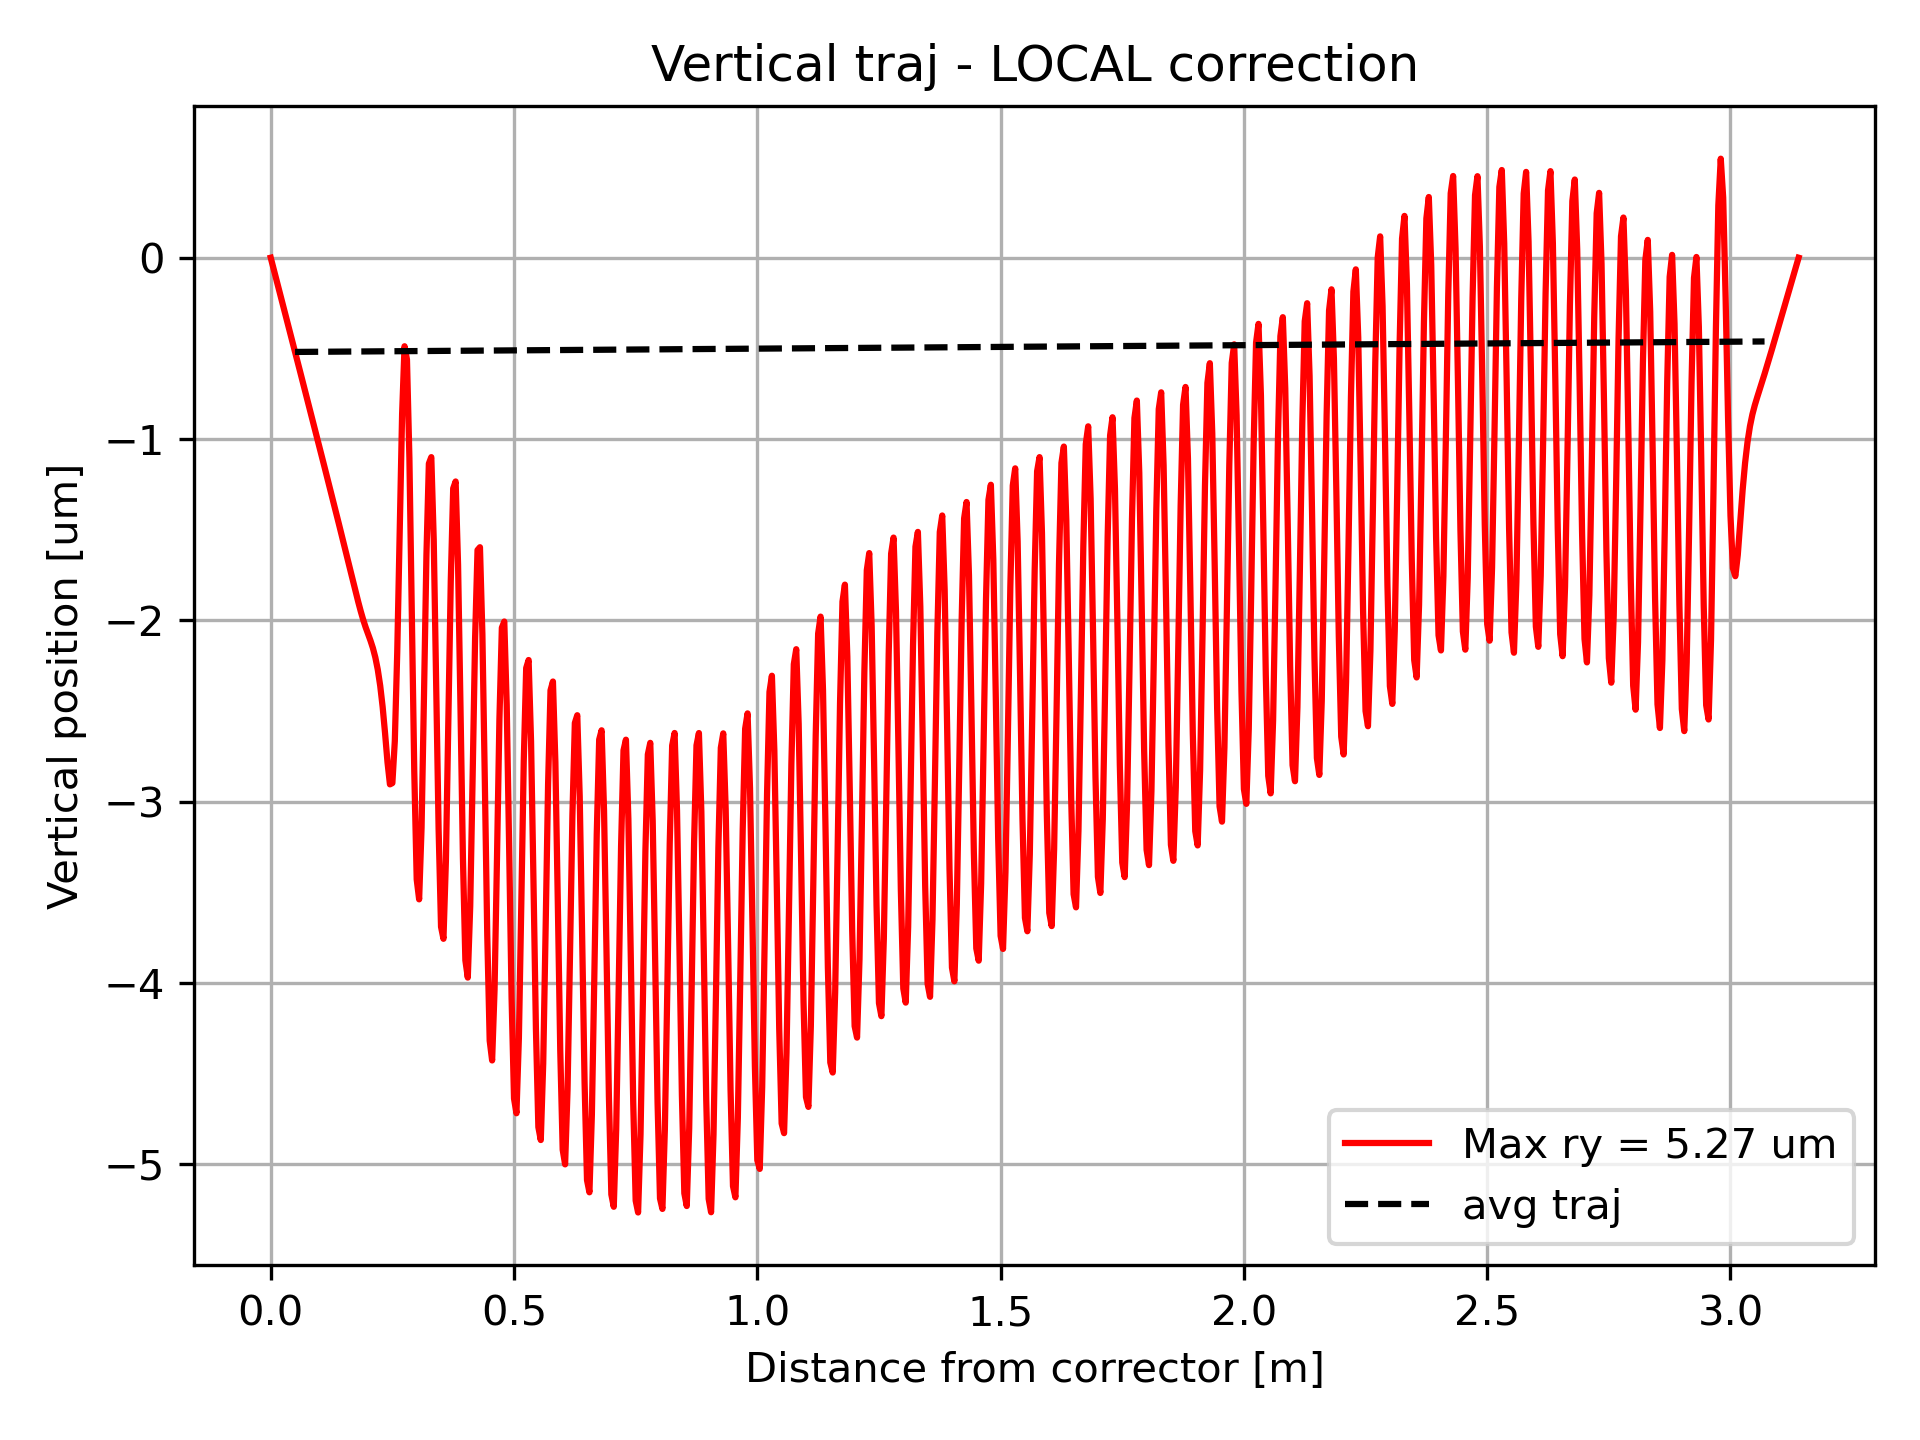 Vertical traj - LOCAL correction
Vertical position [um]
0
−1
−2
−3
−4
−5
Max ry = 5.27 um
avg traj
0.0 0.5 1.0 1.5 2.0 2.5 3.0
Distance from corrector [m]